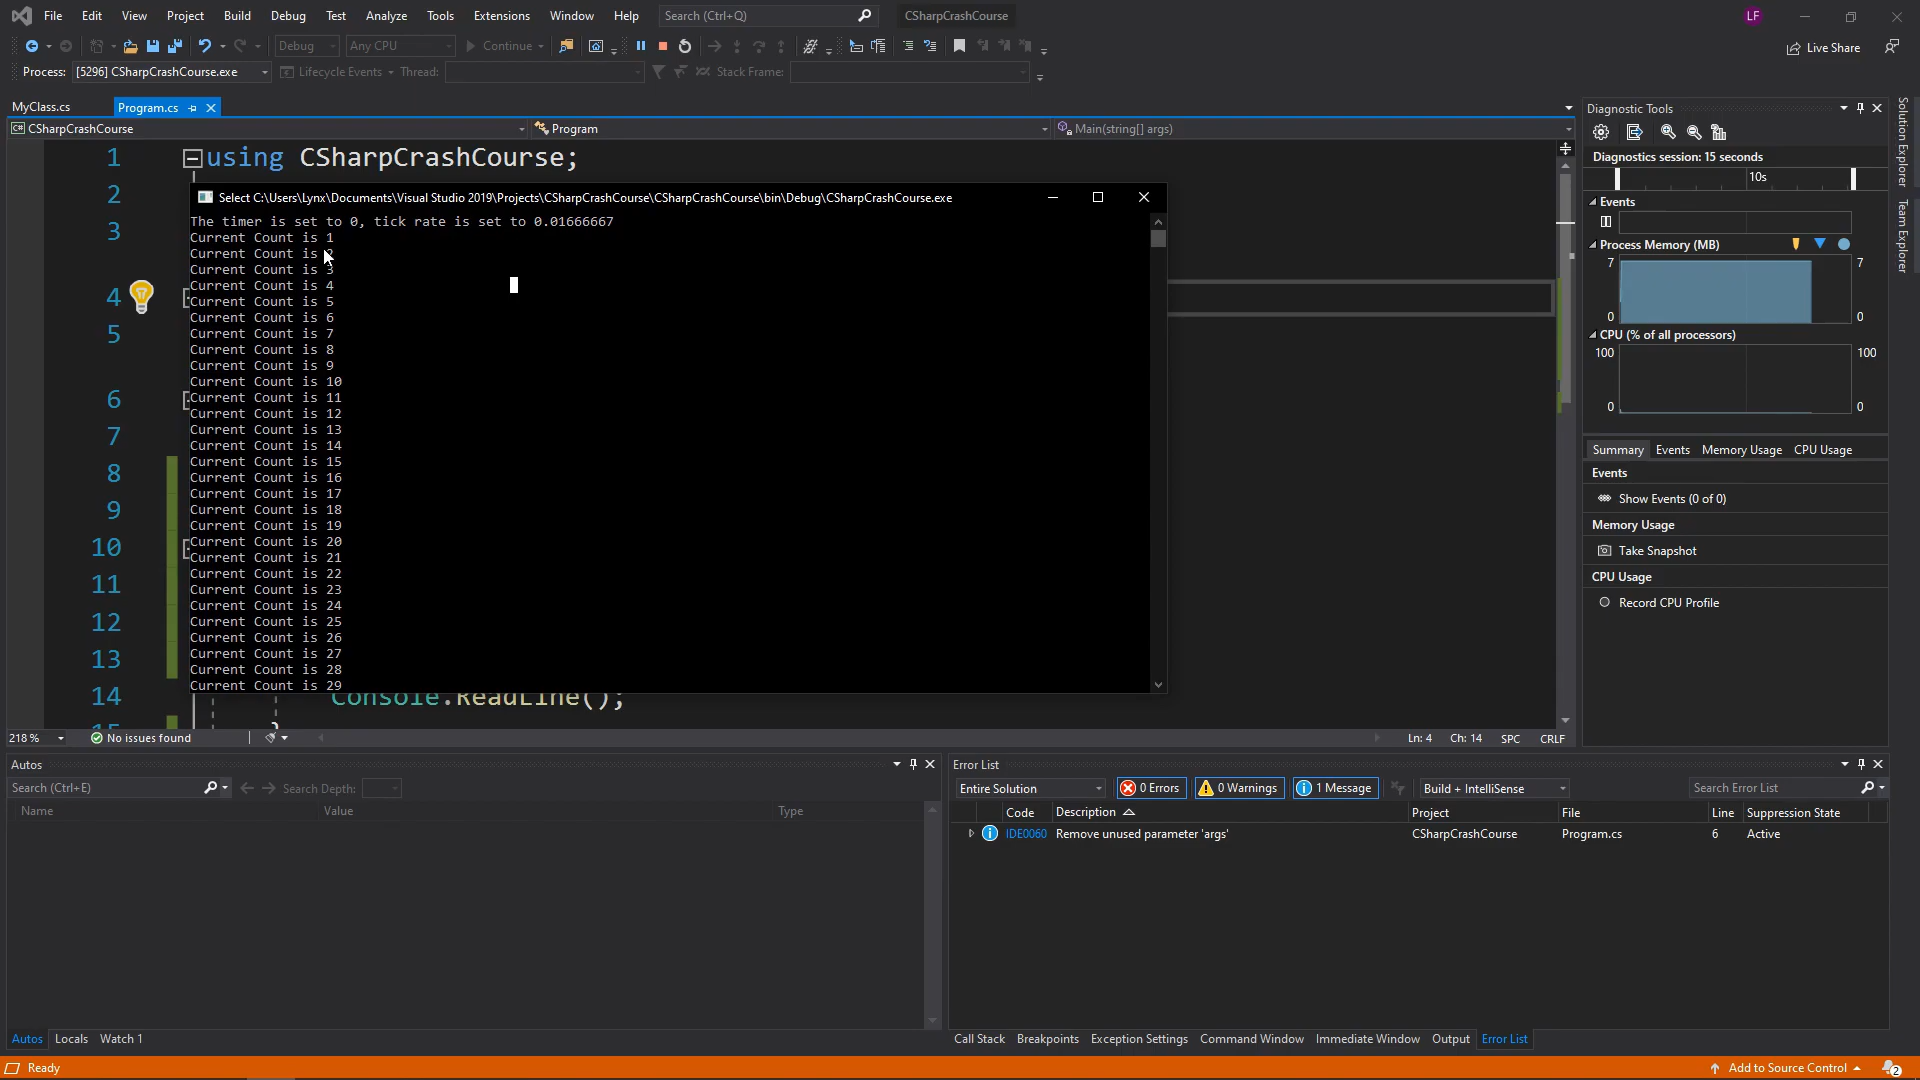 File Edit View Project Build Debug Test Analyze Tools Extensions Window Help Search (Ctrl+Q) CSharpCrashCourse LF
Debug Any CPU Continue Live Share
Process: [5296] CSharpCrashCourse.exe Lifecycle Events Thread: Stack Frame:
MyClass.cs Program.cs
CSharpCrashCourse Program Main(string[] args)
1 using CSharpCrashCourse;
2
3
4
5
6
7
8
9
10
11
12
13
14 Console.ReadLine();
Select C:\Users\Lynx\Documents\Visual Studio 2019\Projects\CSharpCrashCourse\CSharpCrashCourse\bin\Debug\CSharpCrashCourse.exe
The timer is set to 0, tick rate is set to 0.01666667
Current Count is 1
Current Count is
Current Count is 3
Current Count is 4
Current Count is 5
Current Count is 6
Current Count is 7
Current Count is 8
Current Count is 9
Current Count is 10
Current Count is 11
Current Count is 12
Current Count is 13
Current Count is 14
Current Count is 15
Current Count is 16
Current Count is 17
Current Count is 18
Current Count is 19
Current Count is 20
Current Count is 21
Current Count is 22
Current Count is 23
Current Count is 24
Current Count is 25
Current Count is 26
Current Count is 27
Current Count is 28
Current Count is 29
218 % No issues found Ln: 4 Ch: 14 SPC CRLF
Diagnostic Tools
Diagnostics session: 15 seconds
10s
Events
Process Memory (MB)
7 7
0 0
CPU (% of all processors)
100 100
0 0
Summary Events Memory Usage CPU Usage
Events
Show Events (0 of 0)
Memory Usage
Take Snapshot
CPU Usage
Record CPU Profile
Solution Explorer
Team Explorer
Autos
Search (Ctrl+E) Search Depth:
Name Value Type
Autos Locals Watch 1
Error List
Entire Solution 0 Errors 0 Warnings 1 Message Build + IntelliSense Search Error List
Code Description Project File Line Suppression State
IDE0060 Remove unused parameter 'args' CSharpCrashCourse Program.cs 6 Active
Call Stack Breakpoints Exception Settings Command Window Immediate Window Output Error List
Ready Add to Source Control 2